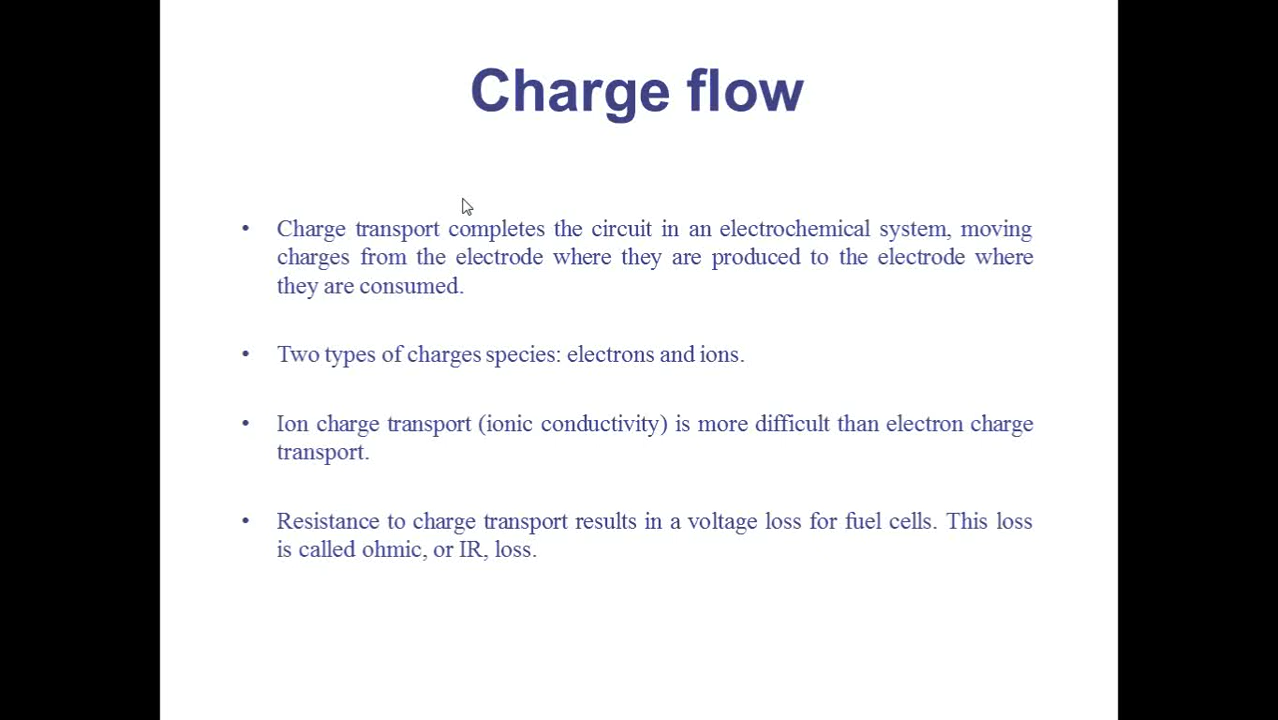 Charge flow
• Charge transport completes the circuit in an electrochemical system, moving
charges from the electrode where they are produced to the electrode where
they are consumed.
• Two types of charges species: electrons and ions.
• Ion charge transport (ionic conductivity) is more difficult than electron charge
transport.
• Resistance to charge transport results in a voltage loss for fuel cells. This loss
is called ohmic, or IR, loss.